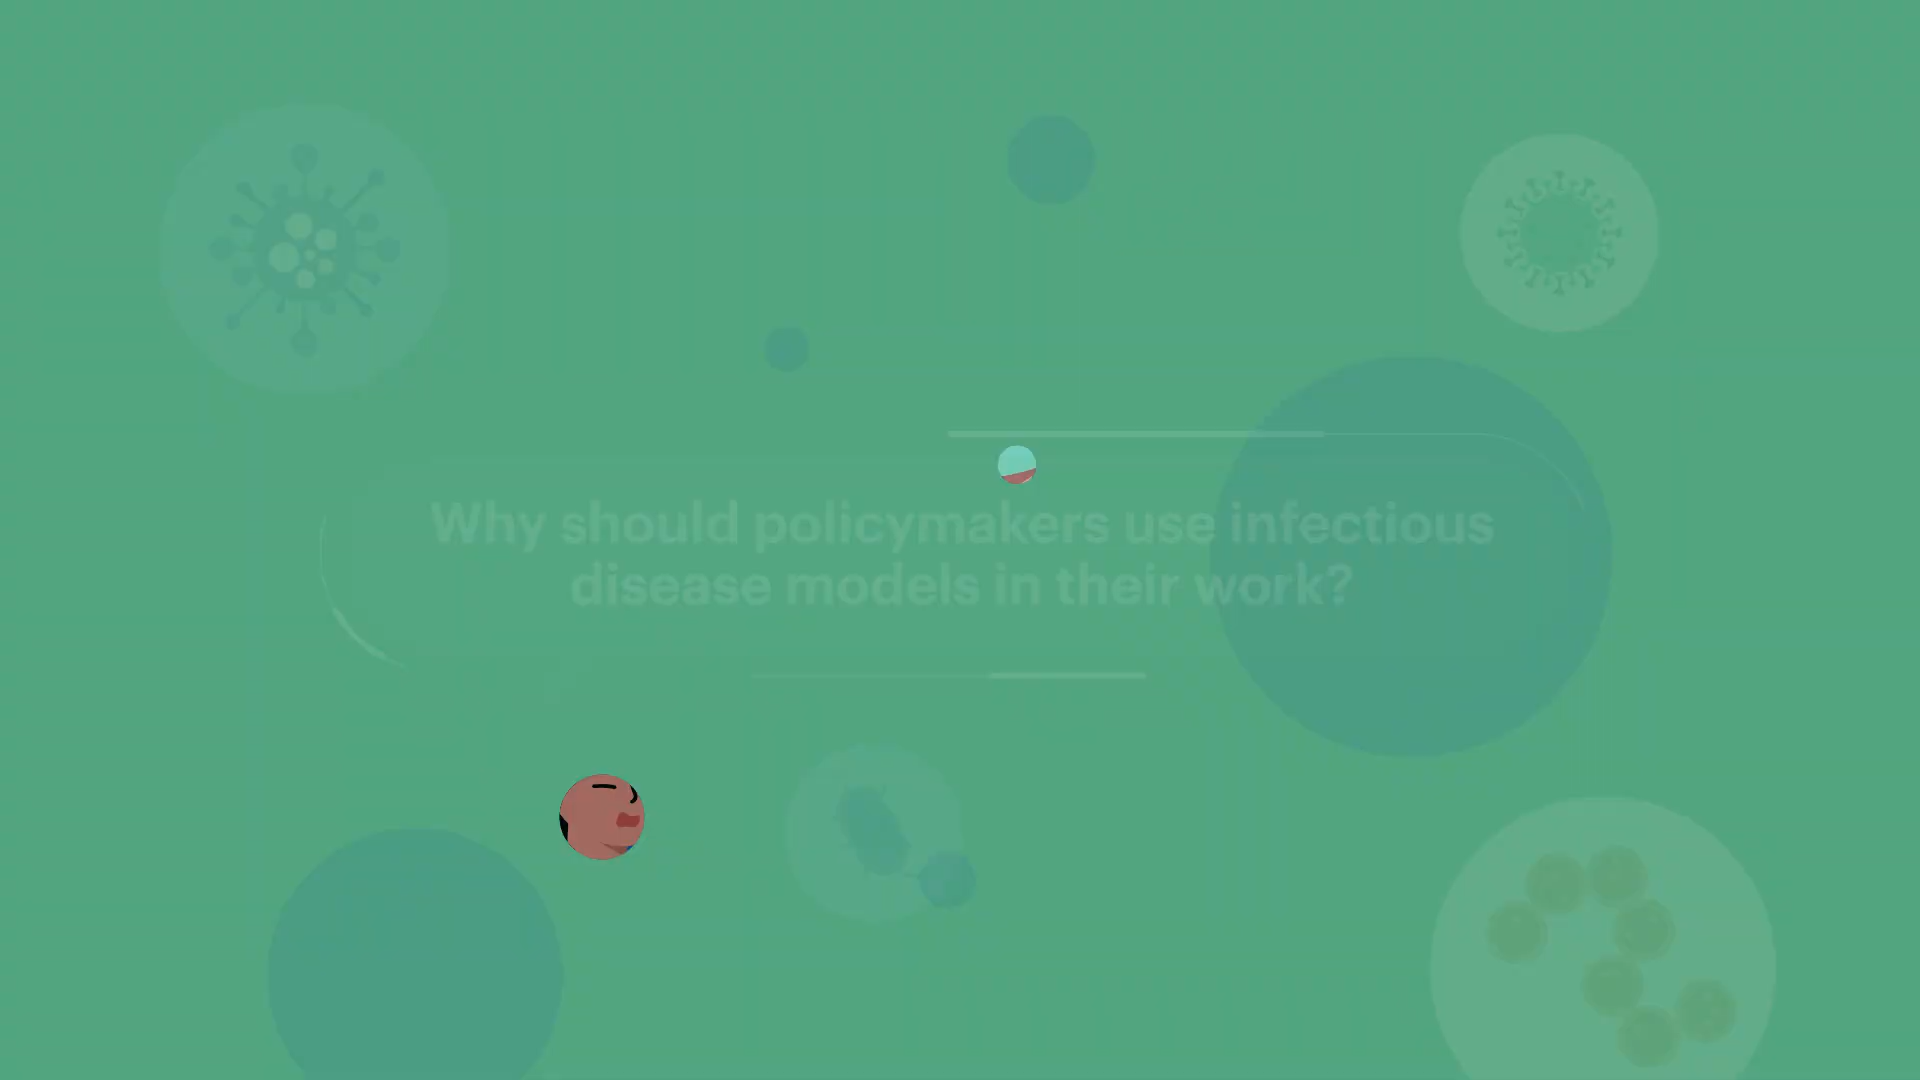 Why should policymakers use infectious
disease models in their work?